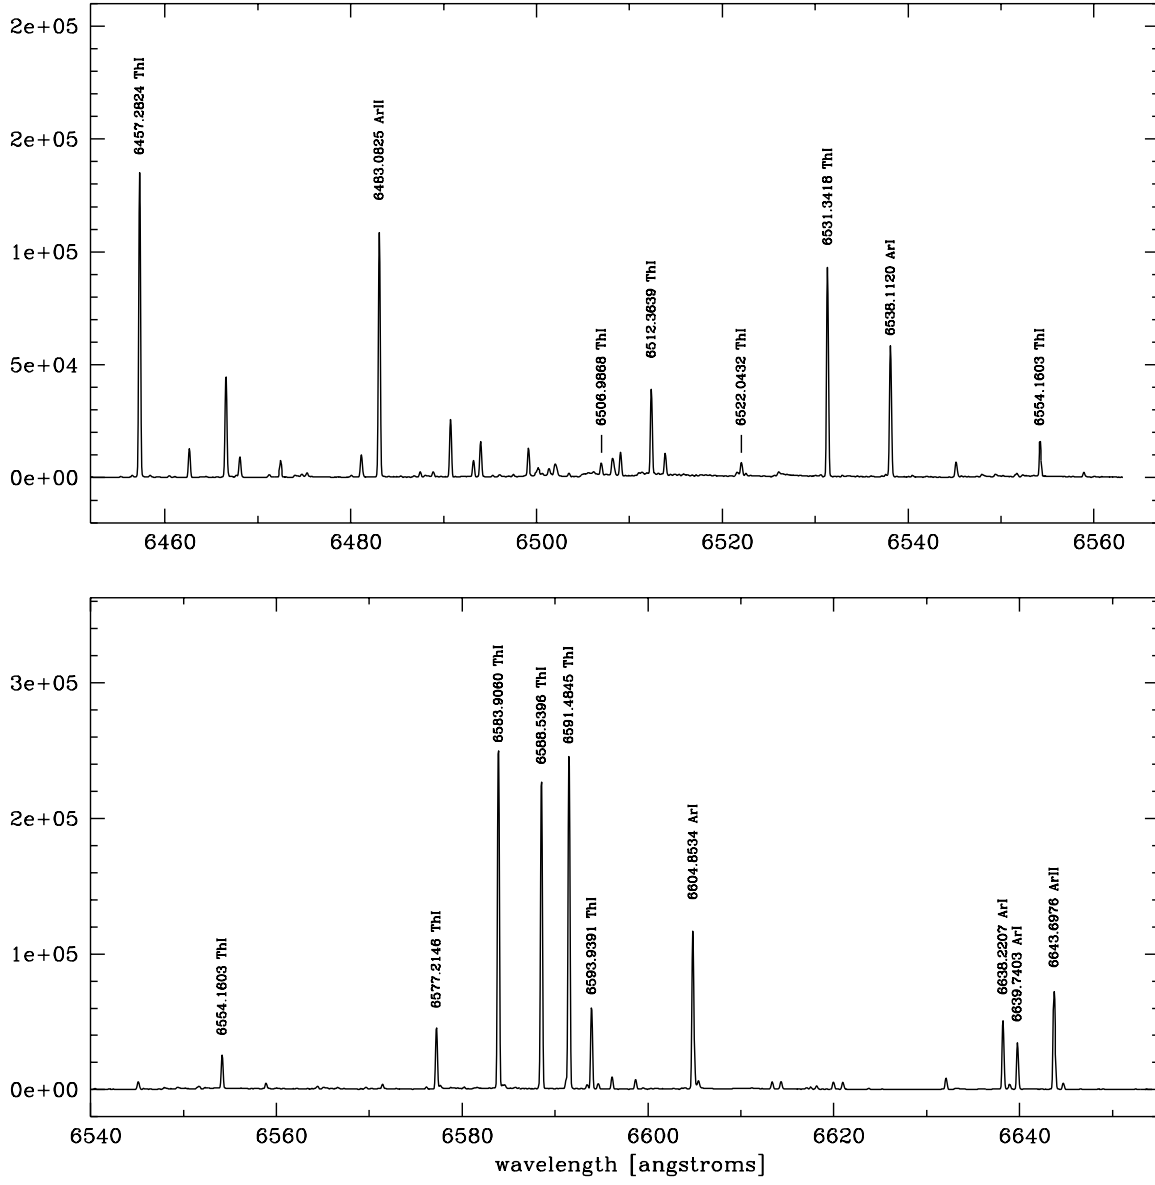 2e+05
2e+05
1e+05
5e+04
0e+00
6457.2824 ThI
6483.0825 ArII
6506.9868 ThI
6512.3639 ThI
6522.0432 ThI
6531.3418 ThI
6538.1120 ArI
6554.1603 ThI
6460 6480 6500 6520 6540 6560
3e+05
2e+05
1e+05
0e+00
6554.1603 ThI
6577.2146 ThI
6583.9060 ThI
6588.5396 ThI
6591.4845 ThI
6593.9391 ThI
6604.8534 ArI
6638.2207 ArI
6639.7403 ArI
6643.6976 ArII
6540 6560 6580 6600 6620 6640
wavelength [angstroms]